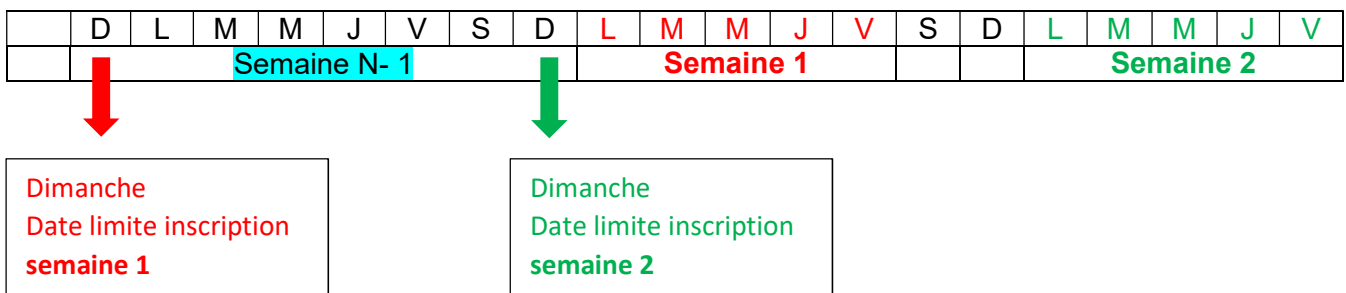 D L M M J V S D L M M J V S D L M M J V
Semaine N- 1 Semaine 1 Semaine 2
Dimanche
Date limite inscription
semaine 1
Dimanche
Date limite inscription
semaine 2